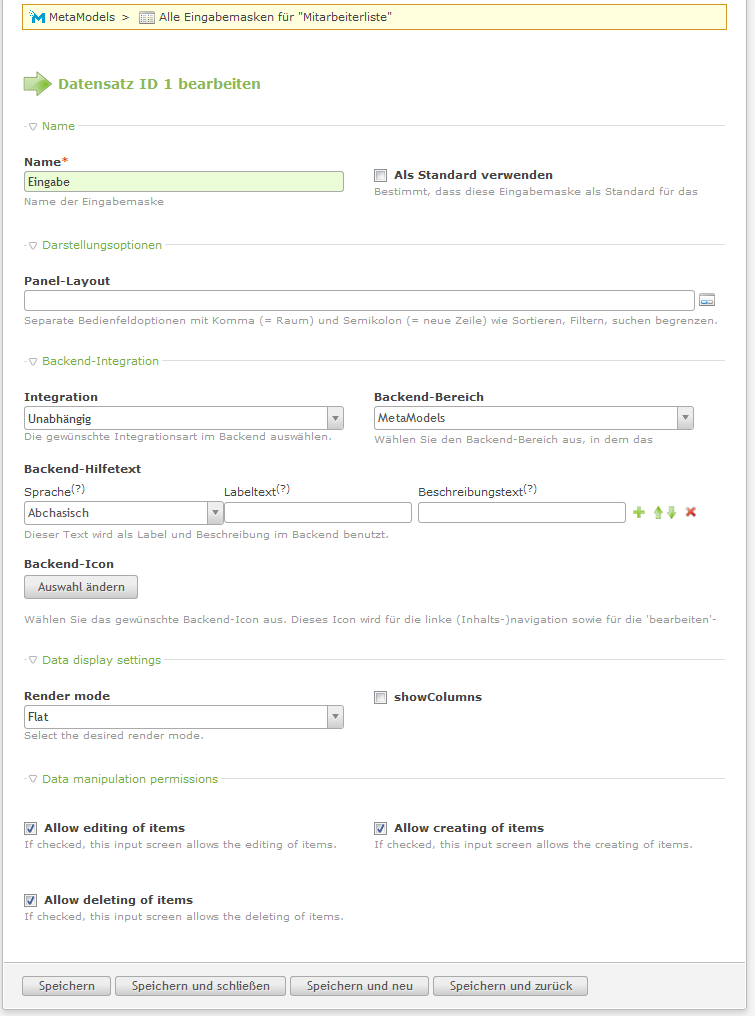 MetaModels > Alle Eingabemasken für "Mitarbeiterliste"
Datensatz ID 1 bearbeiten
Name
Name*
Eingabe
Name der Eingabemaske
Als Standard verwenden
Bestimmt, dass diese Eingabemaske als Standard für das
Darstellungsoptionen
Panel-Layout
Separate Bedienfeldoptionen mit Komma (= Raum) und Semikolon (= neue Zeile) wie Sortieren, Filtern, suchen begrenzen.
Backend-Integration
Integration
Unabhängig
Die gewünschte Integrationsart im Backend auswählen.
Backend-Bereich
MetaModels
Wählen Sie den Backend-Bereich aus, in dem das
Backend-Hilfetext
Sprache(?) Labeltext(?) Beschreibungstext(?)
Abchasisch
Dieser Text wird als Label und Beschreibung im Backend benutzt.
Backend-Icon
Auswahl ändern
Wählen Sie das gewünschte Backend-Icon aus. Dieses Icon wird für die linke (Inhalts-)navigation sowie für die 'bearbeiten'-
Data display settings
Render mode
Flat
Select the desired render mode.
showColumns
Data manipulation permissions
Allow editing of items
If checked, this input screen allows the editing of items.
Allow creating of items
If checked, this input screen allows the creating of items.
Allow deleting of items
If checked, this input screen allows the deleting of items.
Speichern Speichern und schließen Speichern und neu Speichern und zurück